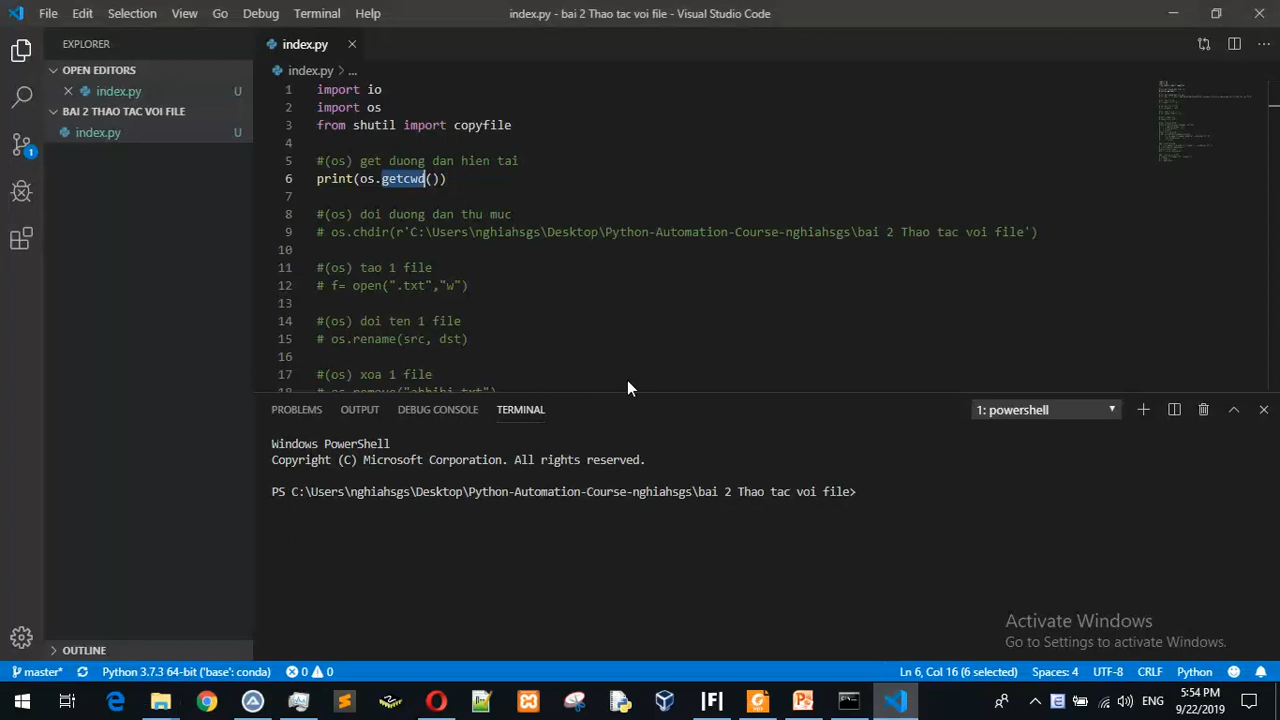 File Edit Selection View Go Debug Terminal Help
index.py - bai 2 Thao tac voi file - Visual Studio Code
EXPLORER
OPEN EDITORS
index.py U
BAI 2 THAO TAC VOI FILE
index.py U
OUTLINE
index.py
index.py > ...
1 import io
2 import os
3 from shutil import copyfile
4
5 #(os) get duong dan hien tai
6 print(os.getcwd())
7
8 #(os) doi duong dan thu muc
9 # os.chdir(r'C:\Users\nghiahsgs\Desktop\Python-Automation-Course-nghiahsgs\bai 2 Thao tac voi file')
10
11 #(os) tao 1 file
12 # f= open(".txt","w")
13
14 #(os) doi ten 1 file
15 # os.rename(src, dst)
16
17 #(os) xoa 1 file
18 # os.remove("ahhihi.txt")
PROBLEMS OUTPUT DEBUG CONSOLE TERMINAL
1: powershell
Windows PowerShell
Copyright (C) Microsoft Corporation. All rights reserved.
PS C:\Users\nghiahsgs\Desktop\Python-Automation-Course-nghiahsgs\bai 2 Thao tac voi file>
Activate Windows
Go to Settings to activate Windows.
master* Python 3.7.3 64-bit ('base': conda) 0 0
Ln 6, Col 16 (6 selected) Spaces: 4 UTF-8 CRLF Python
ENG
5:54 PM
9/22/2019